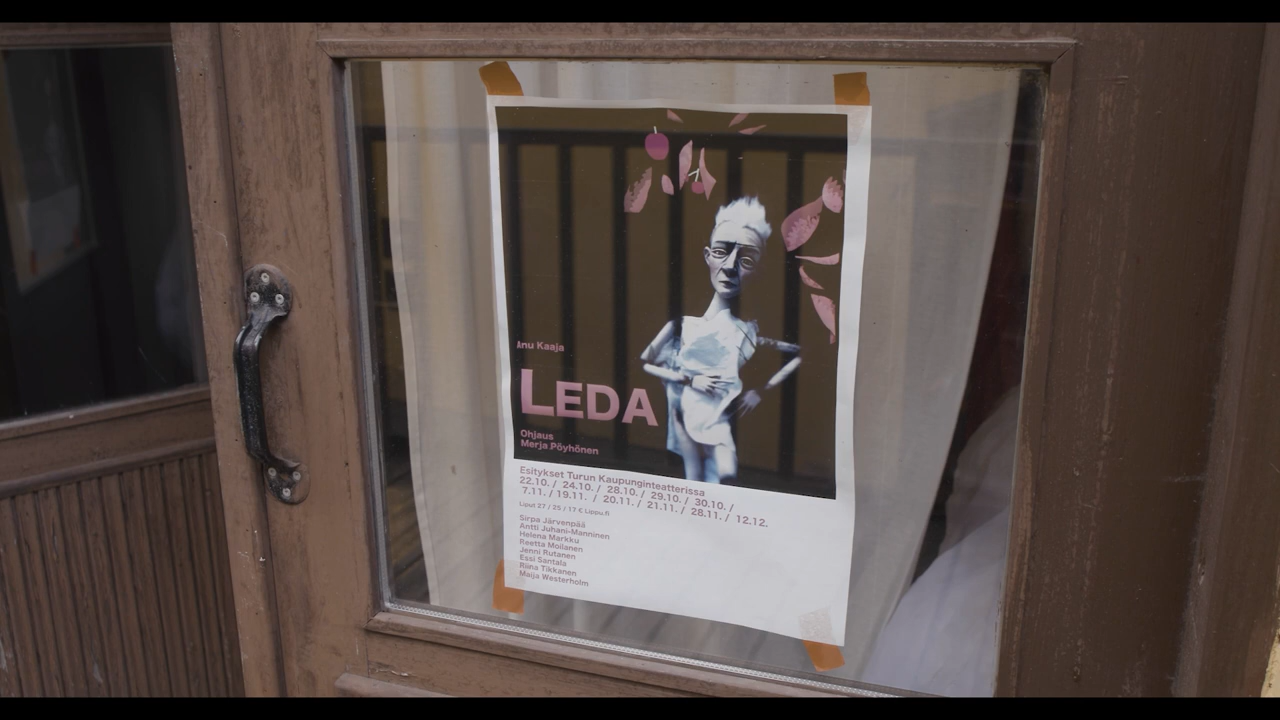 Anu Kaaja
LEDA
Ohjaus
Merja Pöyhönen
Esitykset Turun Kaupunginteatterissa
22.10. / 24.10. / 28.10. / 29.10. / 30.10. /
7.11. / 19.11. / 20.11. / 21.11. / 28.11. / 12.12.
Liput 27 / 25 / 17 € Lippu.fi
Sirpa Järvenpää
Antti Juhani-Manninen
Helena Markku
Reetta Moilanen
Jenni Rutanen
Essi Santala
Riina Tikkanen
Maija Westerholm